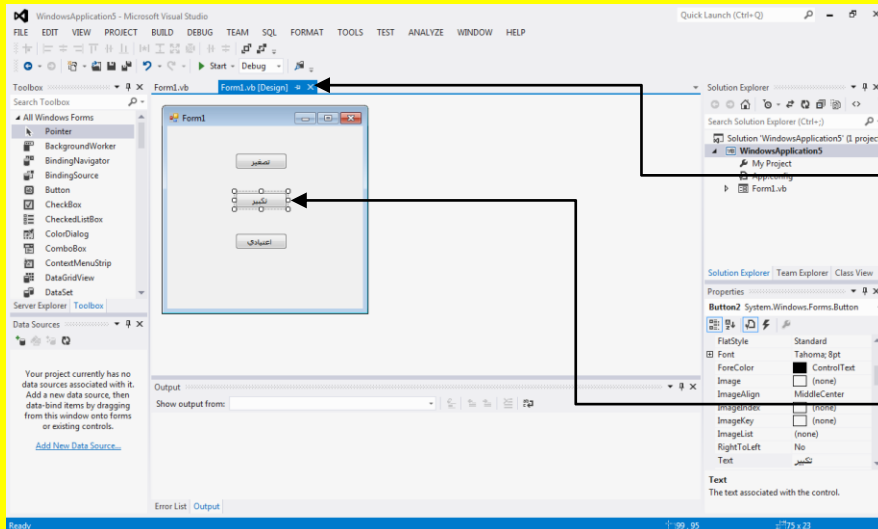 WindowsApplication5 - Microsoft Visual Studio
Quick Launch (Ctrl+Q)
FILE EDIT VIEW PROJECT BUILD DEBUG TEAM SQL FORMAT TOOLS TEST ANALYZE WINDOW HELP
Start - Debug
Toolbox
Search Toolbox
All Windows Forms
Pointer
BackgroundWorker
BindingNavigator
BindingSource
Button
CheckBox
CheckedListBox
ColorDialog
ComboBox
ContextMenuStrip
DataGridView
DataSet
Server Explorer Toolbox
Data Sources
Your project currently has no
data sources associated with it.
Add a new data source, then
data-bind items by dragging
from this window onto forms
or existing controls.
Add New Data Source...
Form1.vb Form1.vb [Design]
Form1
تصغير
تكبير
اعتيادي
Output
Show output from:
Error List Output
Solution Explorer
Search Solution Explorer (Ctrl+;)
Solution 'WindowsApplication5' (1 project
WindowsApplication5
My Project
App.config
Form1.vb
Solution Explorer Team Explorer Class View
Properties
Button2 System.Windows.Forms.Button
FlatStyle Standard
Font Tahoma; 8pt
ForeColor ControlText
Image (none)
ImageAlign MiddleCenter
ImageIndex (none)
ImageKey (none)
ImageList (none)
RightToLeft No
Text تكبير
Text
The text associated with the control.
Ready 99 , 95 75 x 23